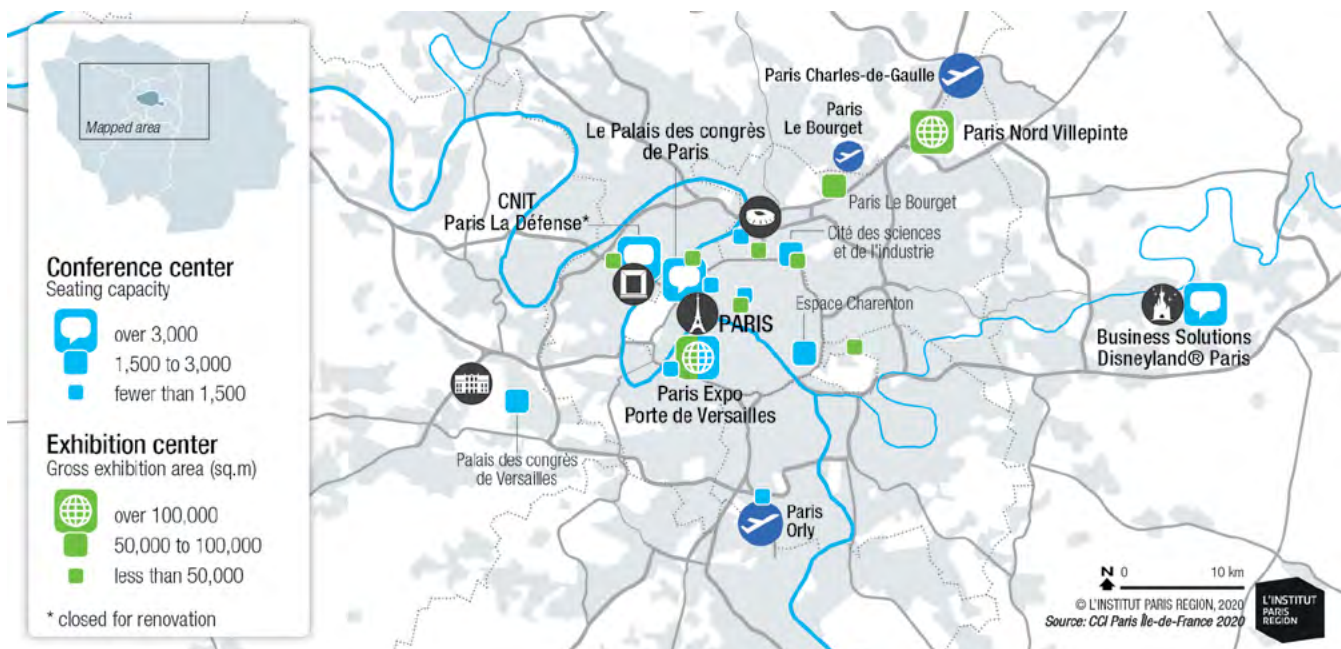 Mapped area
Conference center
Seating capacity
over 3,000
1,500 to 3,000
fewer than 1,500
Exhibition center
Gross exhibition area (sq.m)
over 100,000
50,000 to 100,000
less than 50,000
* closed for renovation
Paris Charles-de-Gaulle
Paris
Le Bourget
Paris Nord Villepinte
Le Palais des congrès
de Paris
Paris Le Bourget
CNIT
Paris La Défense*
Cité des sciences
et de l'industrie
Espace Charenton
PARIS
Business Solutions
Disneyland® Paris
Paris Expo
Porte de Versailles
Palais des congrès
de Versailles
Paris
Orly
N 0 10 km
© L'INSTITUT PARIS REGION, 2020
Source: CCI Paris Île-de-France 2020
L'INSTITUT
PARIS
REGION